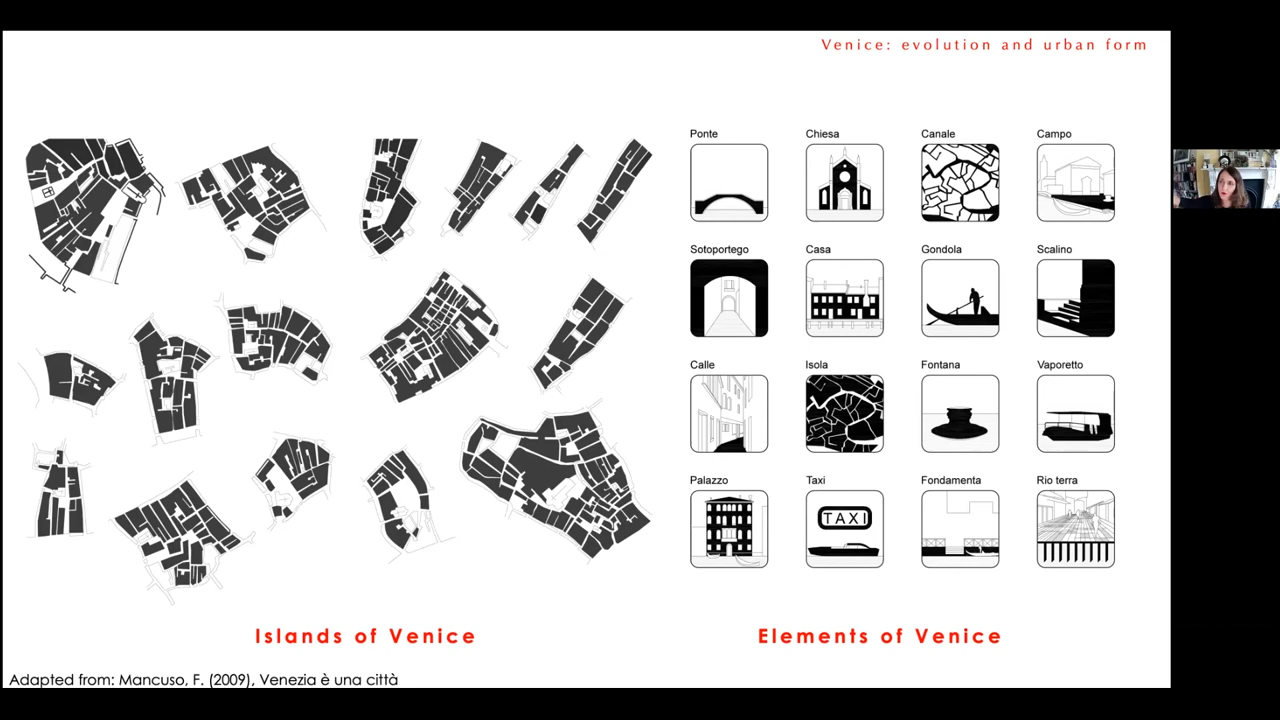 Venice: evolution and urban form
Ponte
Chiesa
Canale
Campo
Sotoportego
Casa
Gondola
Scalino
Calle
Isola
Fontana
Vaporetto
Palazzo
Taxi
Fondamenta
Rio terra
TAXI
Islands of Venice
Elements of Venice
Adapted from: Mancuso, F. (2009), Venezia è una città